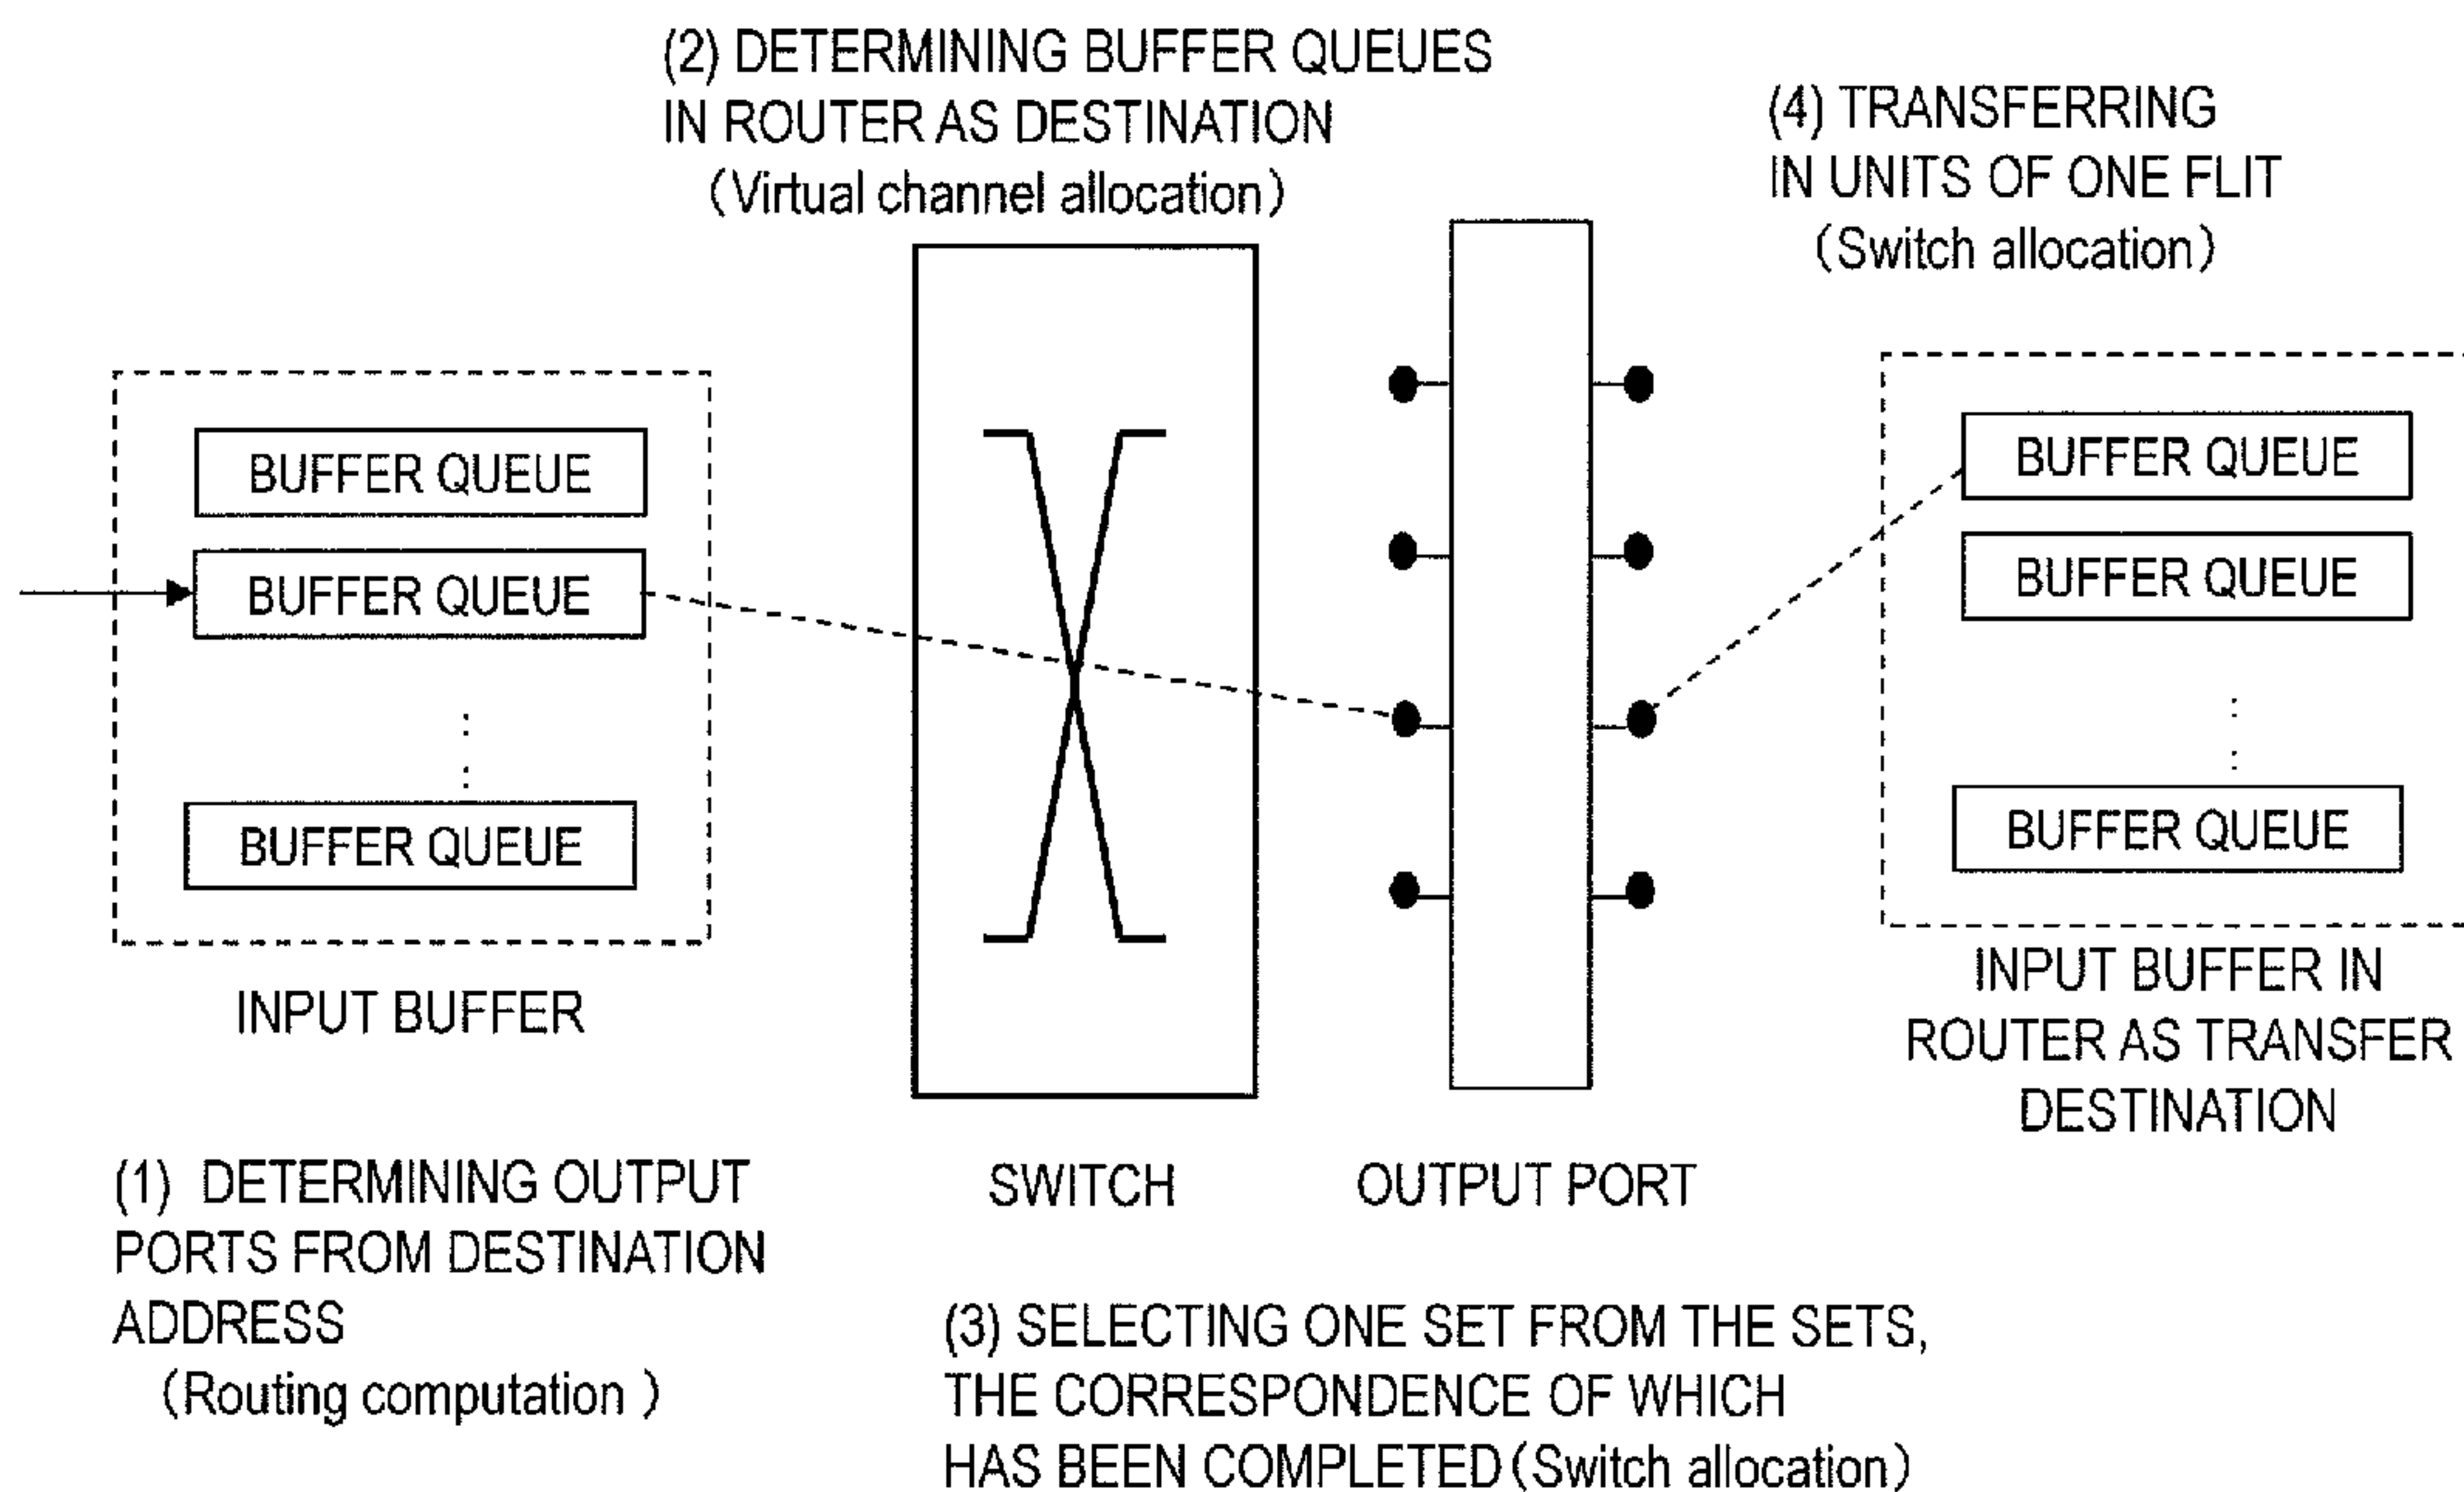 (2) DETERMINING BUFFER QUEUES
IN ROUTER AS DESTINATION
(Virtual channel allocation)
(4) TRANSFERRING
IN UNITS OF ONE FLIT
(Switch allocation)
BUFFER QUEUE
BUFFER QUEUE
BUFFER QUEUE
INPUT BUFFER
BUFFER QUEUE
BUFFER QUEUE
BUFFER QUEUE
INPUT BUFFER IN
ROUTER AS TRANSFER
DESTINATION
(1) DETERMINING OUTPUT
PORTS FROM DESTINATION
ADDRESS
(Routing computation )
SWITCH
OUTPUT PORT
(3) SELECTING ONE SET FROM THE SETS,
THE CORRESPONDENCE OF WHICH
HAS BEEN COMPLETED(Switch allocation)